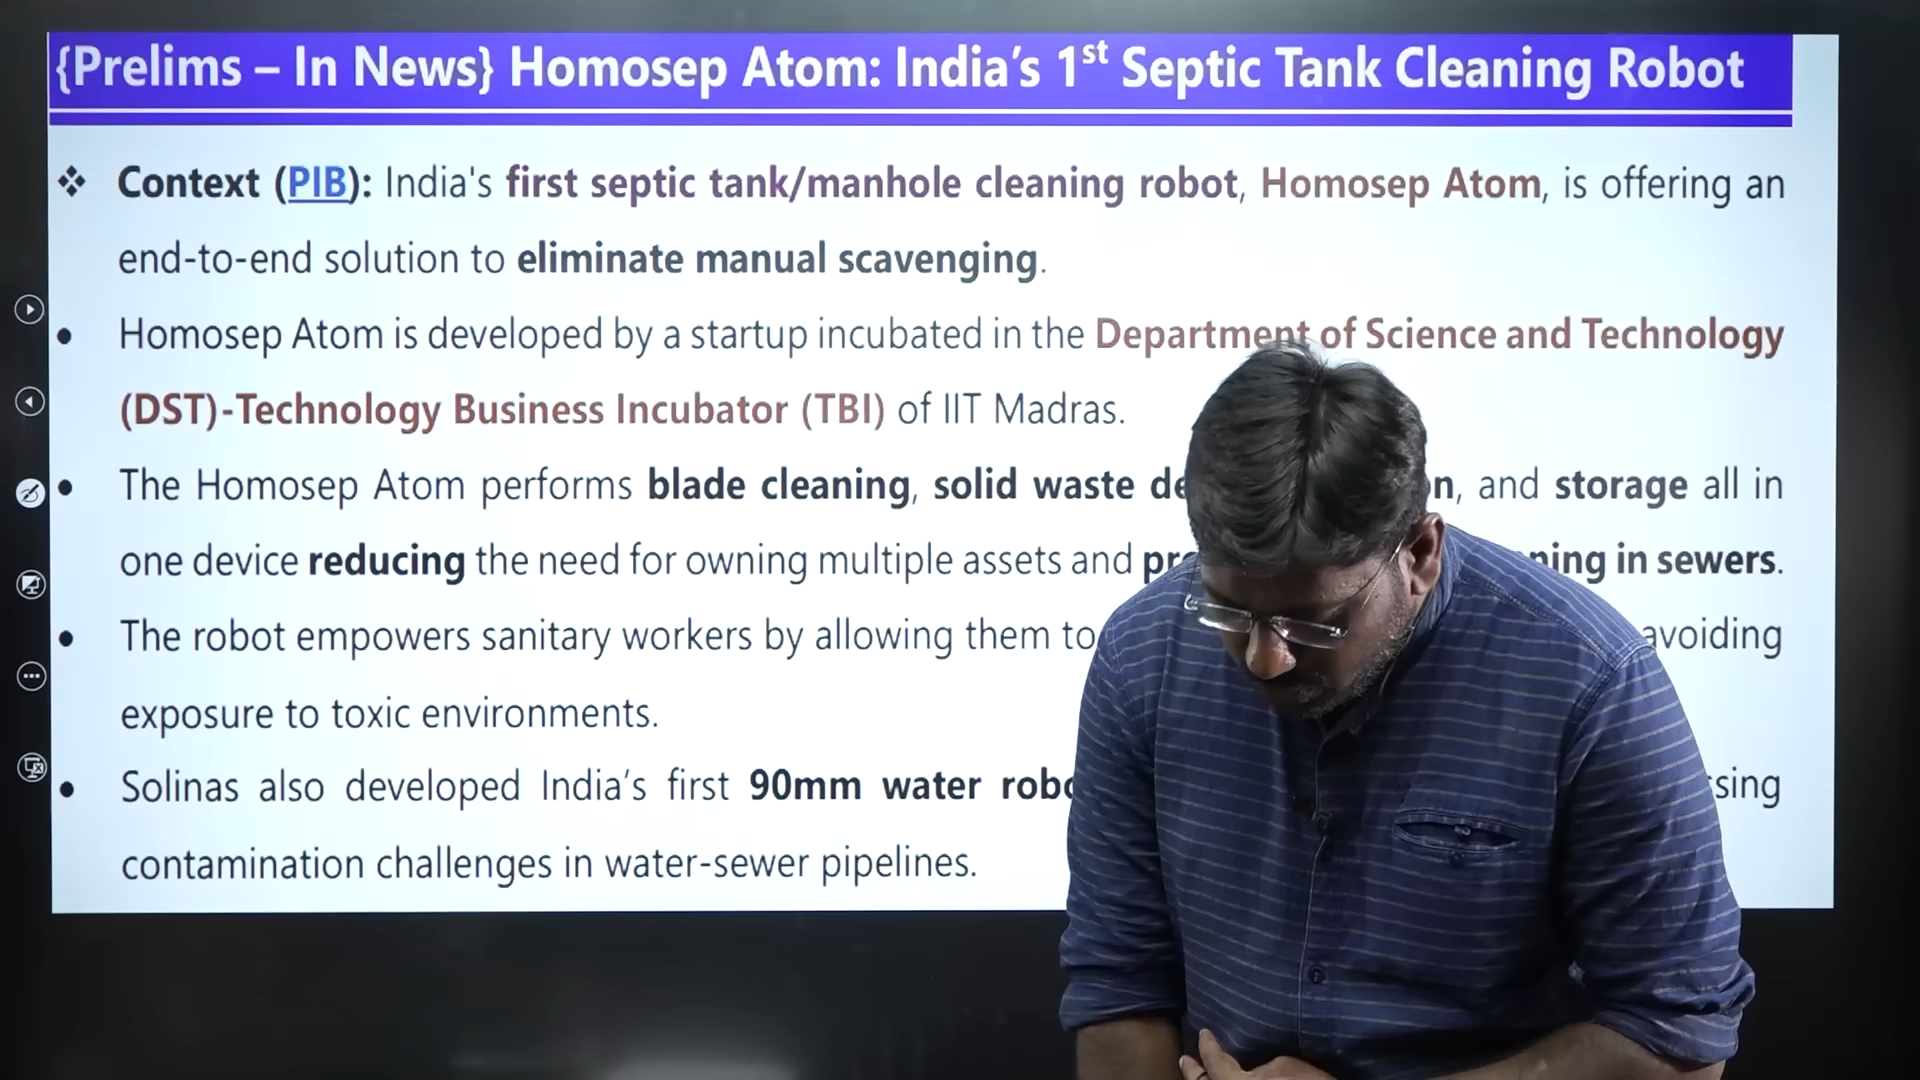 {Prelims – In News} Homosep Atom: India's 1st Septic Tank Cleaning Robot
❖ Context (PIB): India's first septic tank/manhole cleaning robot, Homosep Atom, is offering an
end-to-end solution to eliminate manual scavenging.
• Homosep Atom is developed by a startup incubated in the Department of Science and Technology
(DST)-Technology Business Incubator (TBI) of IIT Madras.
• The Homosep Atom performs blade cleaning, solid waste and storage all in
one device reducing the need for owning multiple assets and in sewers.
• The robot empowers sanitary workers by allowing them to avoiding
exposure to toxic environments.
• Solinas also developed India's first 90mm water
contamination challenges in water-sewer pipelines.